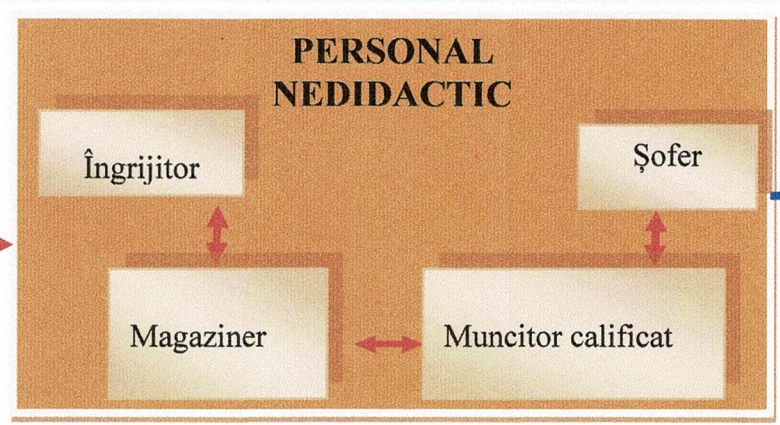 PERSONAL
NEDIDACTIC
Îngrijitor
Șofer
Magaziner
Muncitor calificat